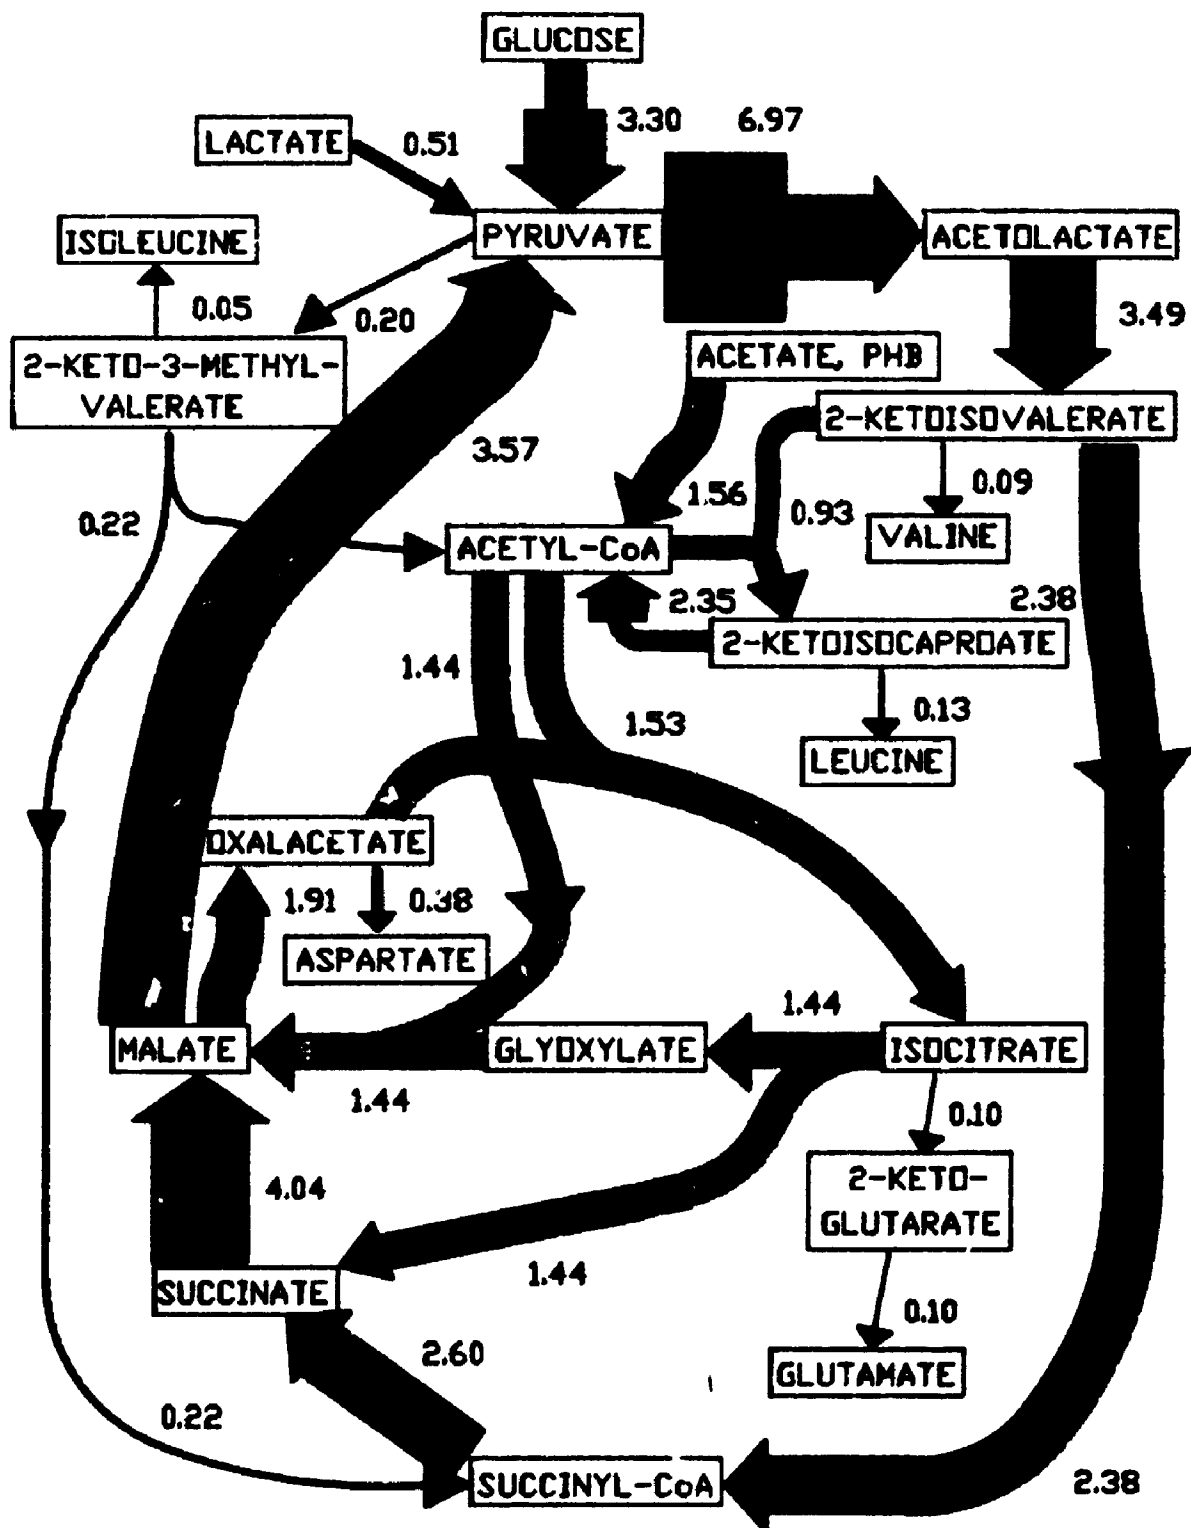 GLUCOSE
3.30
6.97
LACTATE
0.51
ISOLEUCINE
PYRUVATE
ACETOLACTATE
0.05
0.20
3.49
2-KETO-3-METHYL-
VALERATE
ACETATE, PHB
2-KETOISOVALERATE
3.57
0.22
1.56
0.93
0.09
VALINE
ACETYL-CoA
2.35
2.38
2-KETOISOCAPROATE
1.44
1.53
0.13
LEUCINE
OXALACETATE
1.91
0.38
ASPARTATE
MALATE
GLYOXYLATE
1.44
ISOCITRATE
1.44
0.10
2-KETO-
GLUTARATE
4.04
1.44
SUCCINATE
0.10
2.60
GLUTAMATE
0.22
SUCCINYL-CoA
2.38